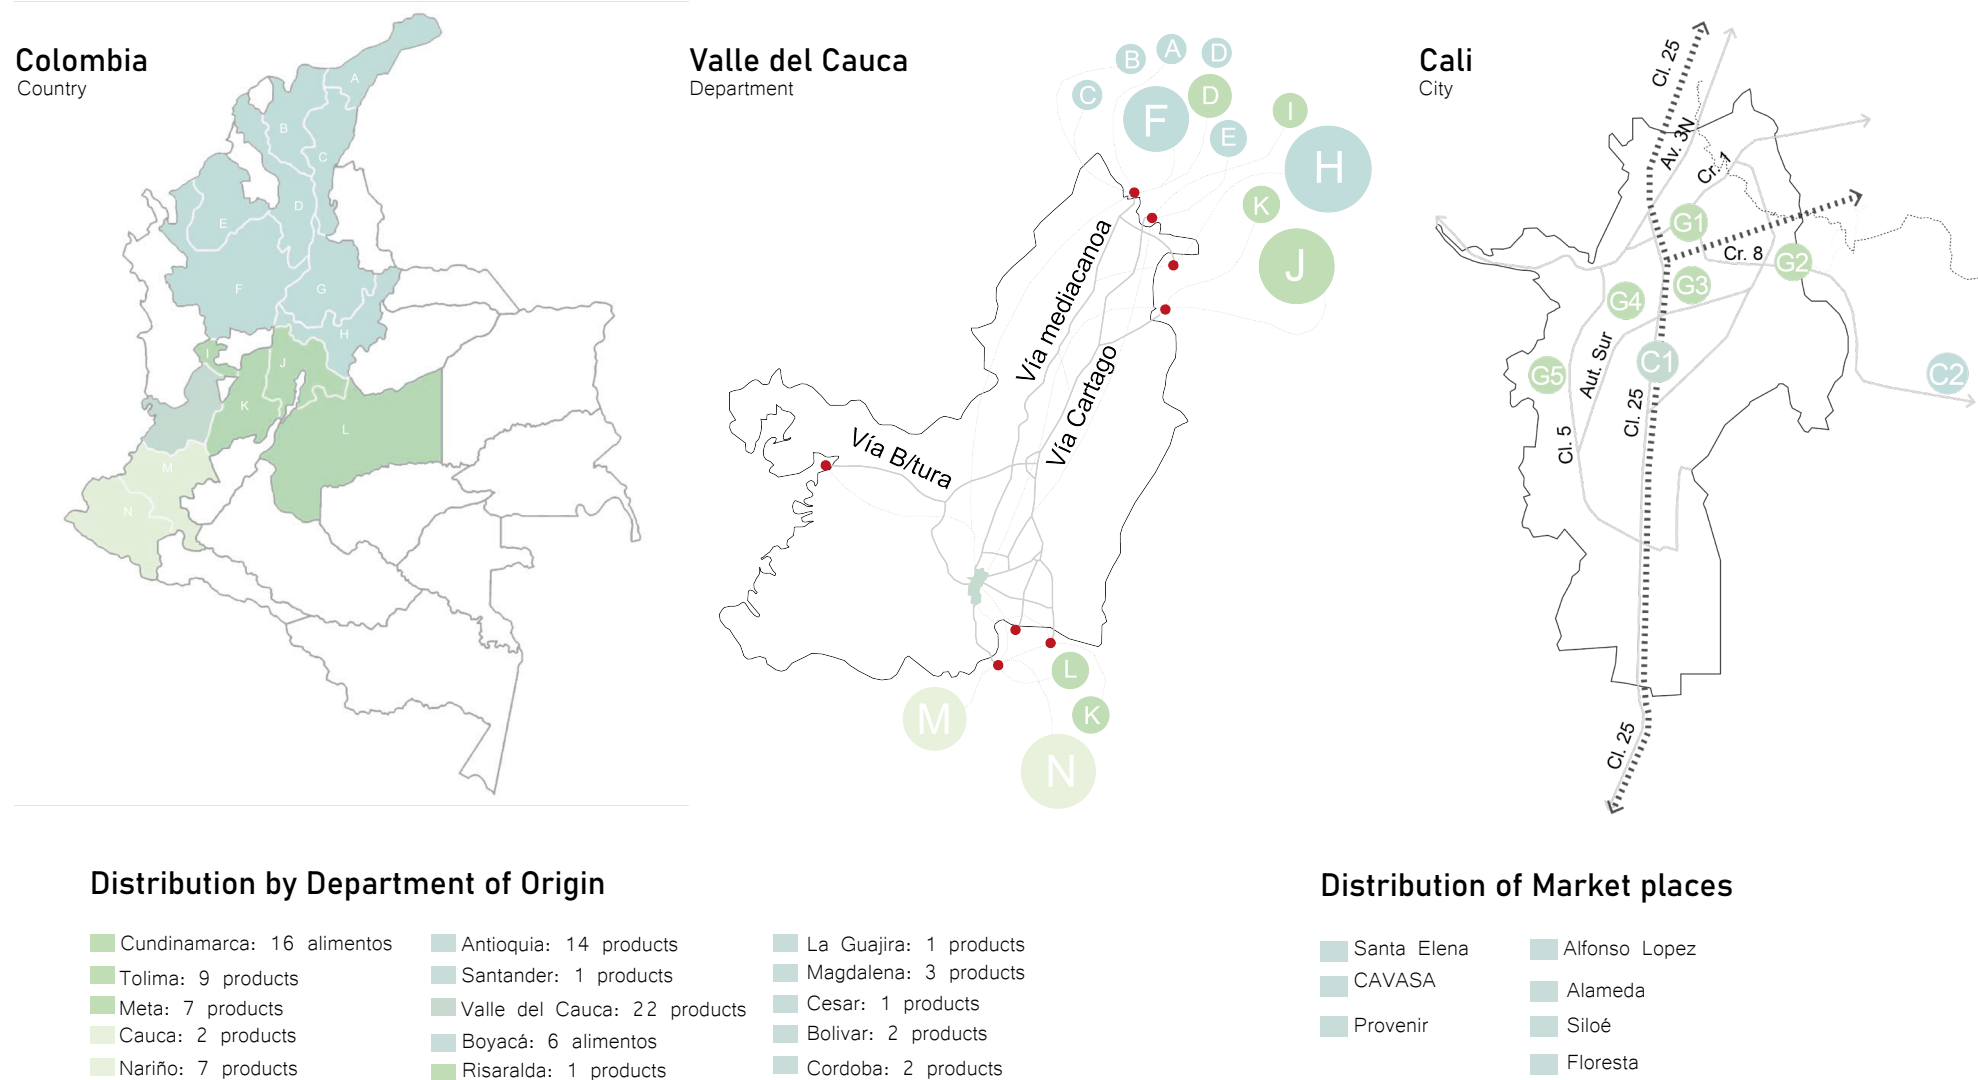 Colombia
Country
A
B
C
D
E
F
G
H
I
J
K
L
M
N
Valle del Cauca
Department
B
A
D
C
F
D
E
I
H
K
J
Vía mediacanoa
Vía Cartago
Vía B/tura
L
K
M
N
Cali
City
Cl. 25
Av. 3N
Cr. 1
G1
Cr. 8
G2
G3
G4
Aut. Sur
G5
C1
C2
Cl. 25
Cl. 5
Cl. 25
Distribution by Department of Origin
Cundinamarca: 16 alimentos
Tolima: 9 products
Meta: 7 products
Cauca: 2 products
Nariño: 7 products
Antioquia: 14 products
Santander: 1 products
Valle del Cauca: 22 products
Boyacá: 6 alimentos
Risaralda: 1 products
La Guajira: 1 products
Magdalena: 3 products
Cesar: 1 products
Bolivar: 2 products
Cordoba: 2 products
Distribution of Market places
Santa Elena
CAVASA
Provenir
Alfonso Lopez
Alameda
Siloé
Floresta